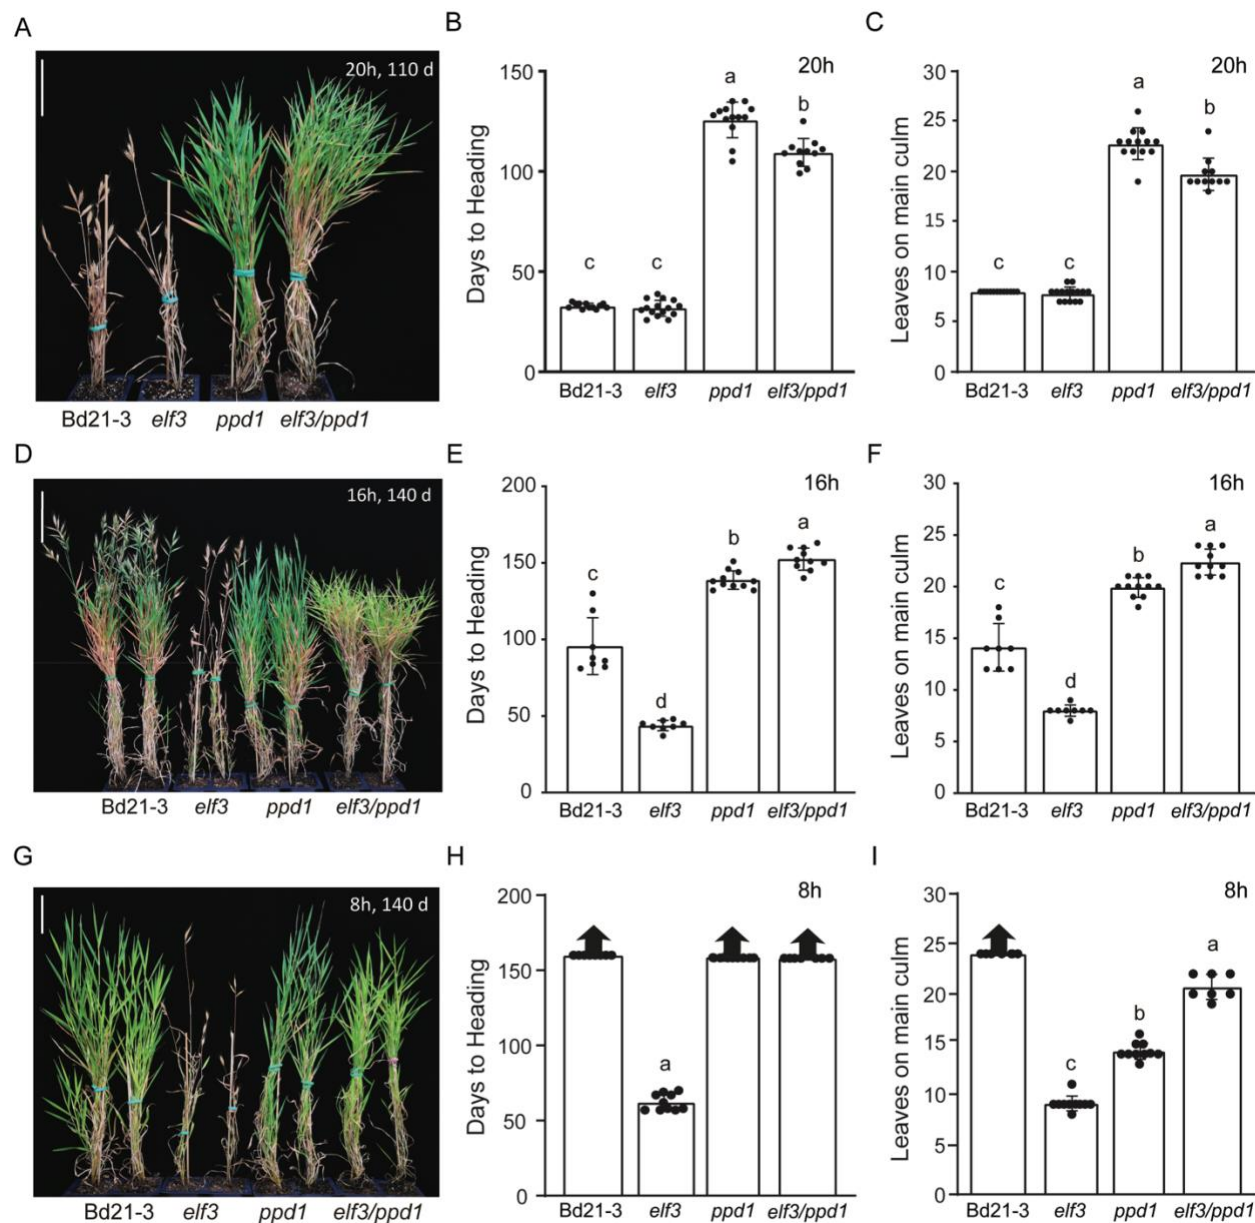 A
20h, 110 d
Bd21-3 elf3 ppd1 elf3/ppd1
B
20h
Days to Heading
150
100
50
0
a
b
c
c
Bd21-3 elf3 ppd1 elf3/ppd1
C
20h
Leaves on main culm
30
25
20
15
10
5
0
a
b
c
c
Bd21-3 elf3 ppd1 elf3/ppd1
D
16h, 140 d
Bd21-3 elf3 ppd1 elf3/ppd1
E
16h
Days to Heading
200
150
100
50
0
c
d
b
a
Bd21-3 elf3 ppd1 elf3/ppd1
F
16h
Leaves on main culm
30
25
20
15
10
5
0
c
d
b
a
Bd21-3 elf3 ppd1 elf3/ppd1
G
8h, 140 d
Bd21-3 elf3 ppd1 elf3/ppd1
H
8h
Days to Heading
200
150
100
50
0
a
Bd21-3 elf3 ppd1 elf3/ppd1
I
8h
Leaves on main culm
30
25
20
15
10
5
0
c
b
a
Bd21-3 elf3 ppd1 elf3/ppd1